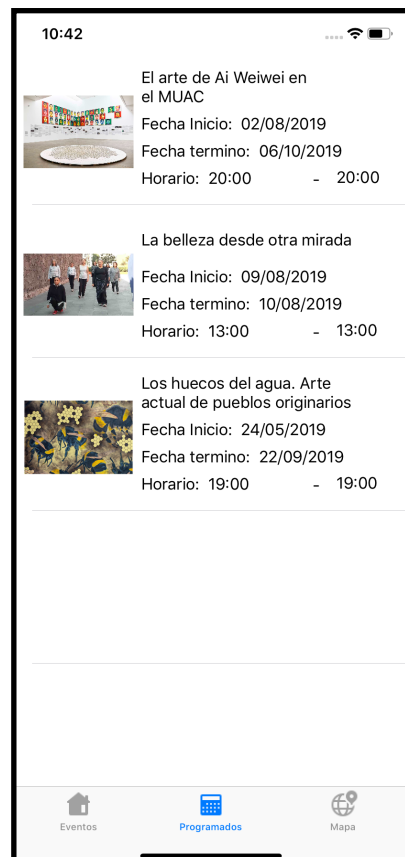 10:42
El arte de Ai Weiwei en
el MUAC
Fecha Inicio: 02/08/2019
Fecha termino: 06/10/2019
Horario: 20:00 - 20:00
La belleza desde otra mirada
Fecha Inicio: 09/08/2019
Fecha termino: 10/08/2019
Horario: 13:00 - 13:00
Los huecos del agua. Arte
actual de pueblos originarios
Fecha Inicio: 24/05/2019
Fecha termino: 22/09/2019
Horario: 19:00 - 19:00
Eventos Programados Mapa